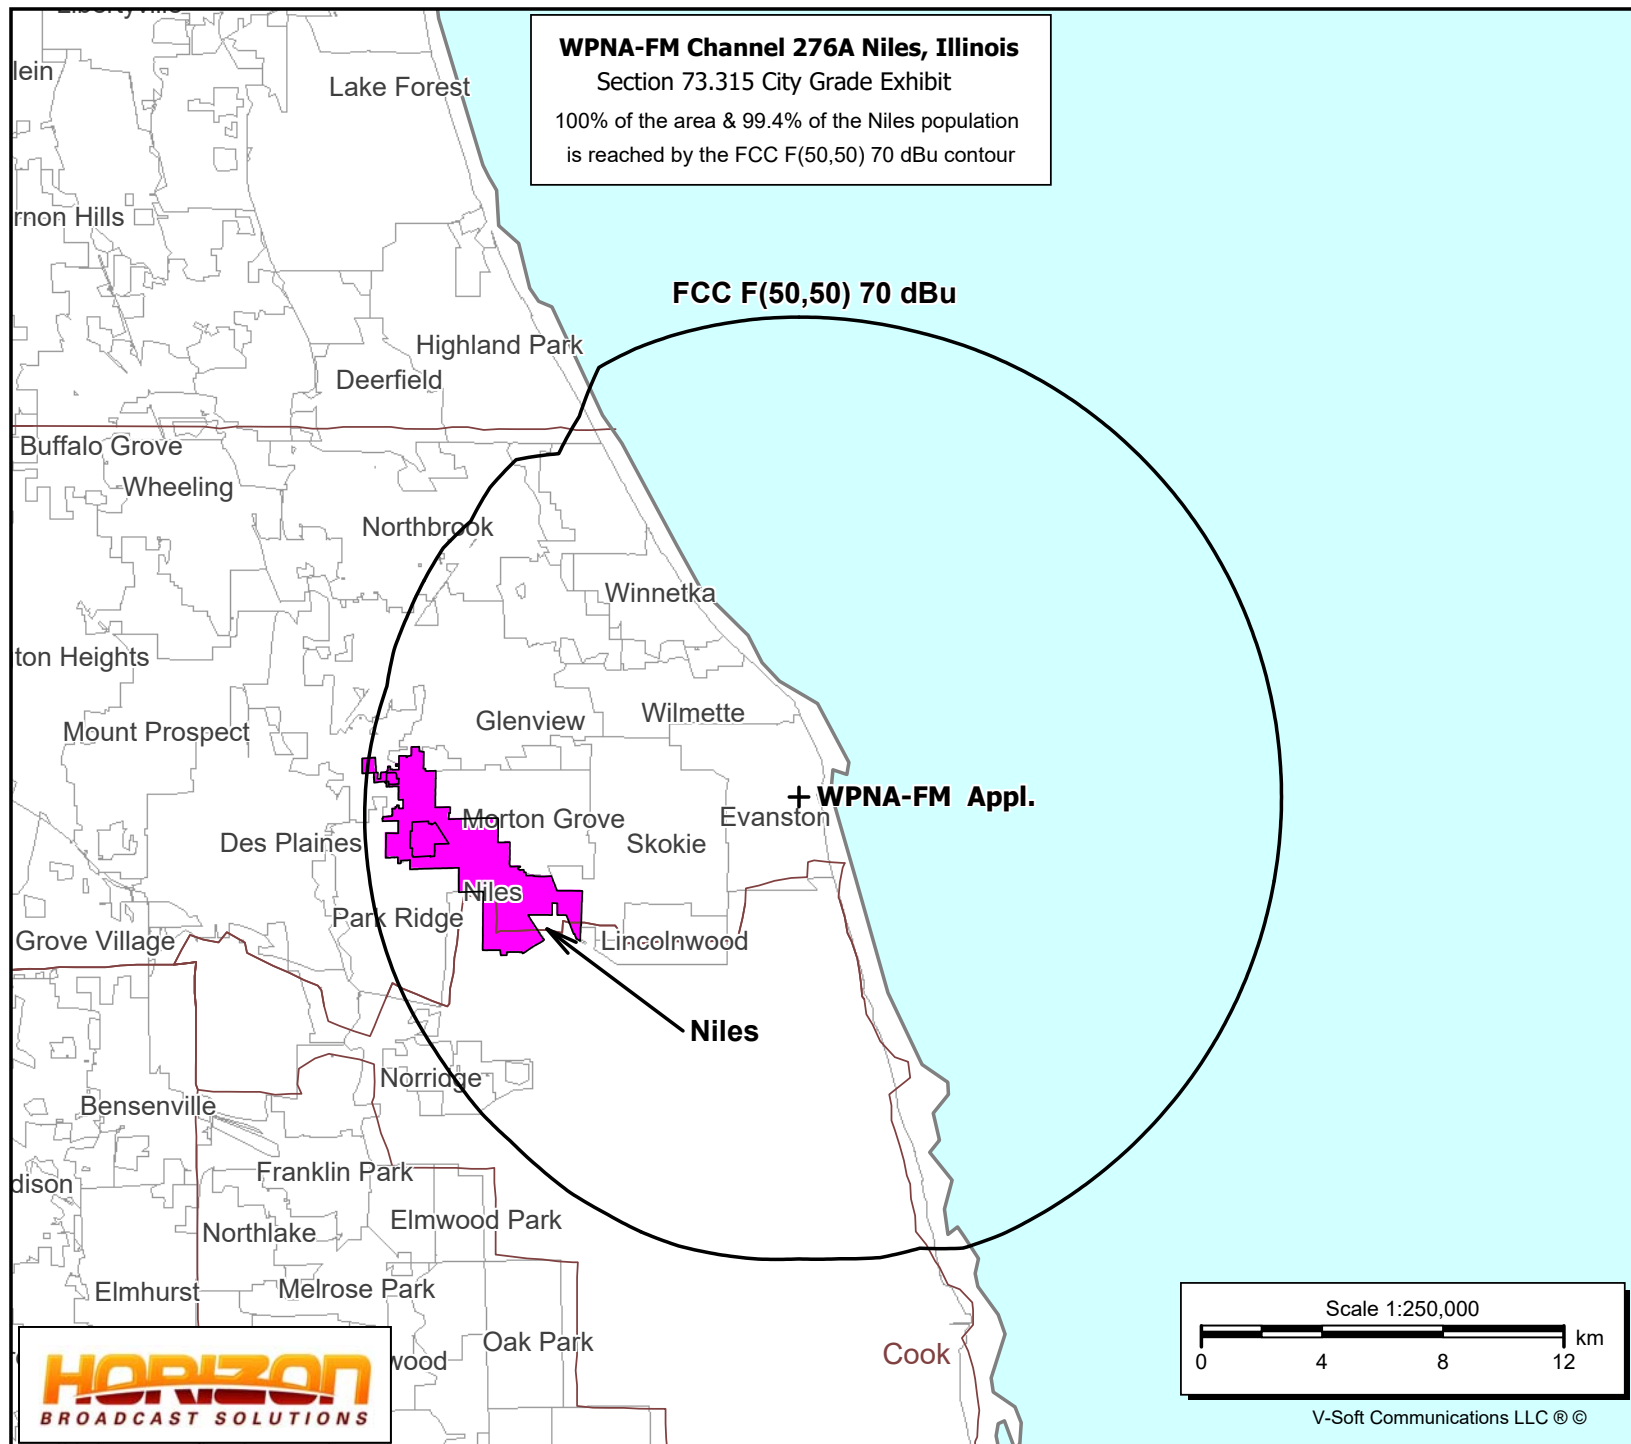 WPNA-FM Channel 276A Niles, Illinois
Section 73.315 City Grade Exhibit
100% of the area & 99.4% of the Niles population
is reached by the FCC F(50,50) 70 dBu contour
lein
Lake Forest
rnon Hills
FCC F(50,50) 70 dBu
Highland Park
Deerfield
Buffalo Grove
Wheeling
Northbrook
Winnetka
ton Heights
Mount Prospect
Glenview
Wilmette
WPNA-FM Appl.
Morton Grove
Evanston
Des Plaines
Skokie
Niles
Park Ridge
Grove Village
Lincolnwood
Niles
Norridge
Bensenville
Franklin Park
dison
Northlake
Elmwood Park
Elmhurst
Melrose Park
Oak Park
wood
Cook
Scale 1:250,000
km
0 4 8 12
HORIZON
BROADCAST SOLUTIONS
V-Soft Communications LLC ® ©